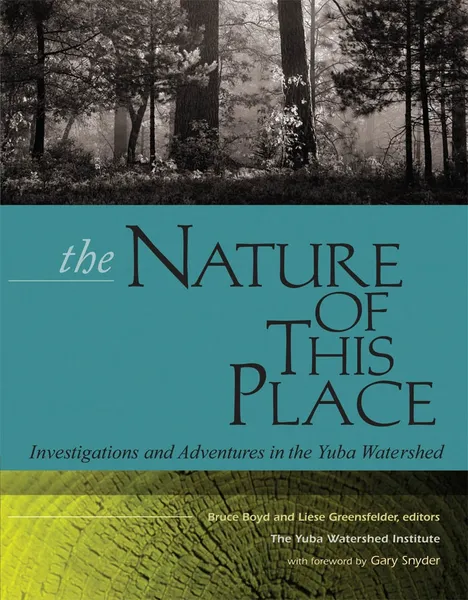 the NATURE
OF
THIS
PLACE
Investigations and Adventures in the Yuba Watershed
Bruce Boyd and Liese Greensfelder, editors
The Yuba Watershed Institute
with foreword by Gary Snyder